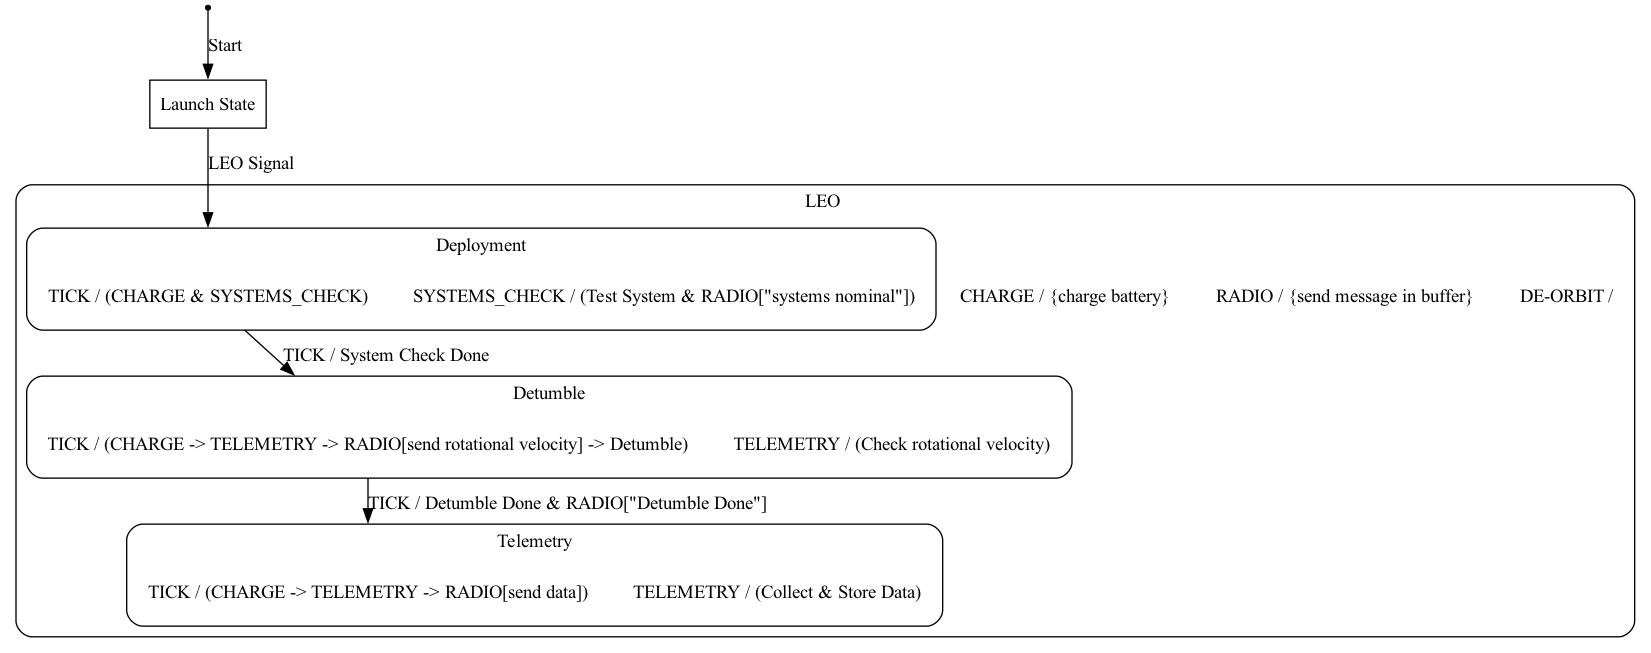 Start
Launch State
LEO Signal
LEO
Deployment
TICK / (CHARGE & SYSTEMS_CHECK)
SYSTEMS_CHECK / (Test System & RADIO["systems nominal"])
CHARGE / {charge battery}
RADIO / {send message in buffer}
DE-ORBIT /
TICK / System Check Done
Detumble
TICK / (CHARGE -> TELEMETRY -> RADIO[send rotational velocity] -> Detumble)
TELEMETRY / (Check rotational velocity)
TICK / Detumble Done & RADIO["Detumble Done"]
Telemetry
TICK / (CHARGE -> TELEMETRY -> RADIO[send data])
TELEMETRY / (Collect & Store Data)